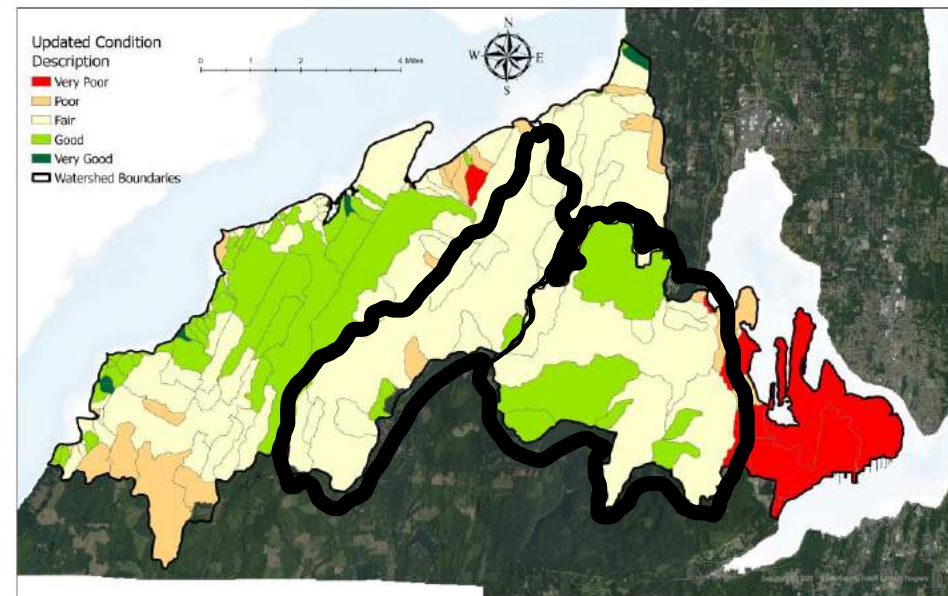 Updated Condition
Description
Very Poor
Poor
Fair
Good
Very Good
Watershed Boundaries
0 1 2 4 Miles
N
W E
S